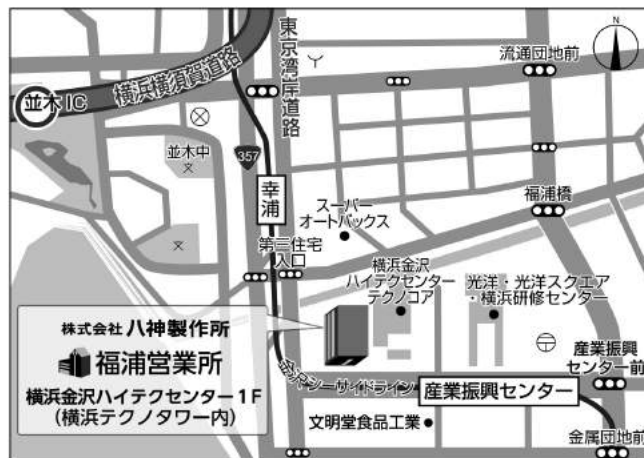 N
東京湾岸道路
流通団地前
横浜横須賀道路
並木IC
並木中
357
幸浦
スーパー
オートバックス
福浦橋
第三住宅
入口
横浜金沢
ハイテクセンター
テクノコア
光洋・光洋スクエア
・横浜研修センター
株式会社 八神製作所
福浦営業所
横浜金沢ハイテクセンター1F
(横浜テクノタワー内)
金沢シーサイドライン
産業振興センター
産業振興
センター前
文明堂食品工業
金属団地前